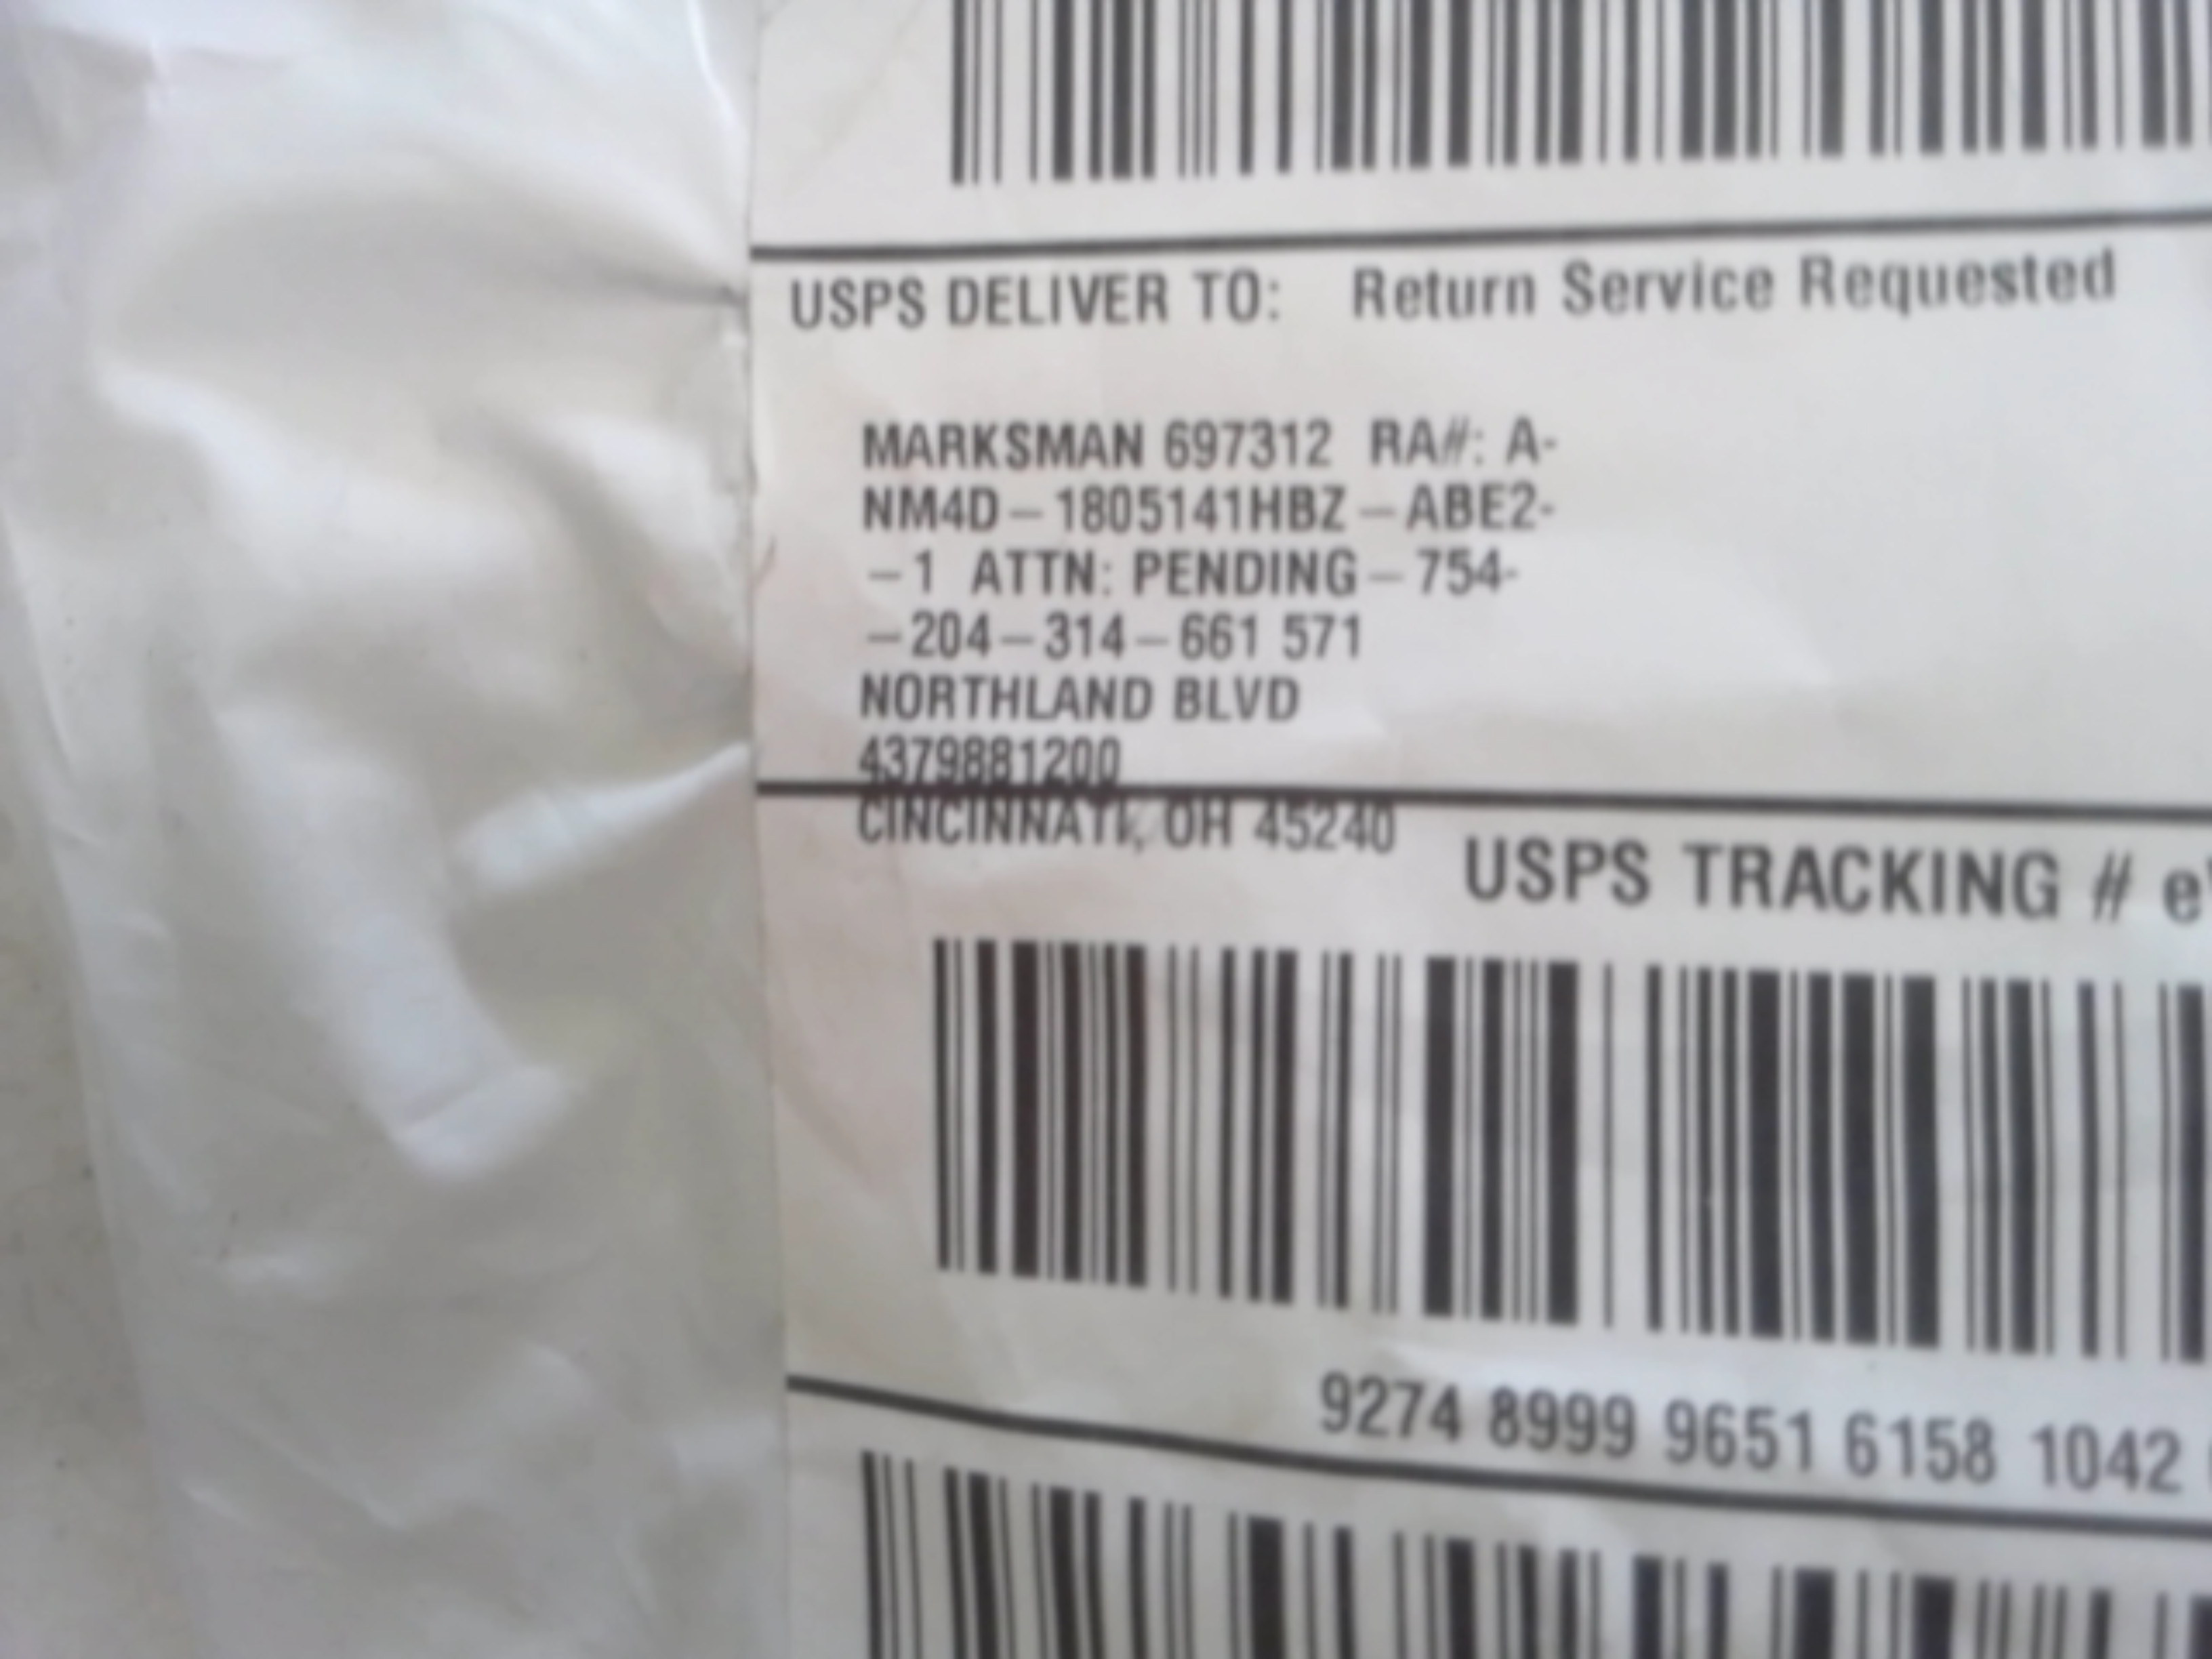 USPS DELIVER TO: Return Service Requested
MARKSMAN 697312 RA#: A-
NM4D-1805141HBZ-ABE2-
-1 ATTN: PENDING-754-
-204-314-661 571
NORTHLAND BLVD
4379881200
CINCINNATI, OH 45240
USPS TRACKING #
9274 8999 9651 6158 1042